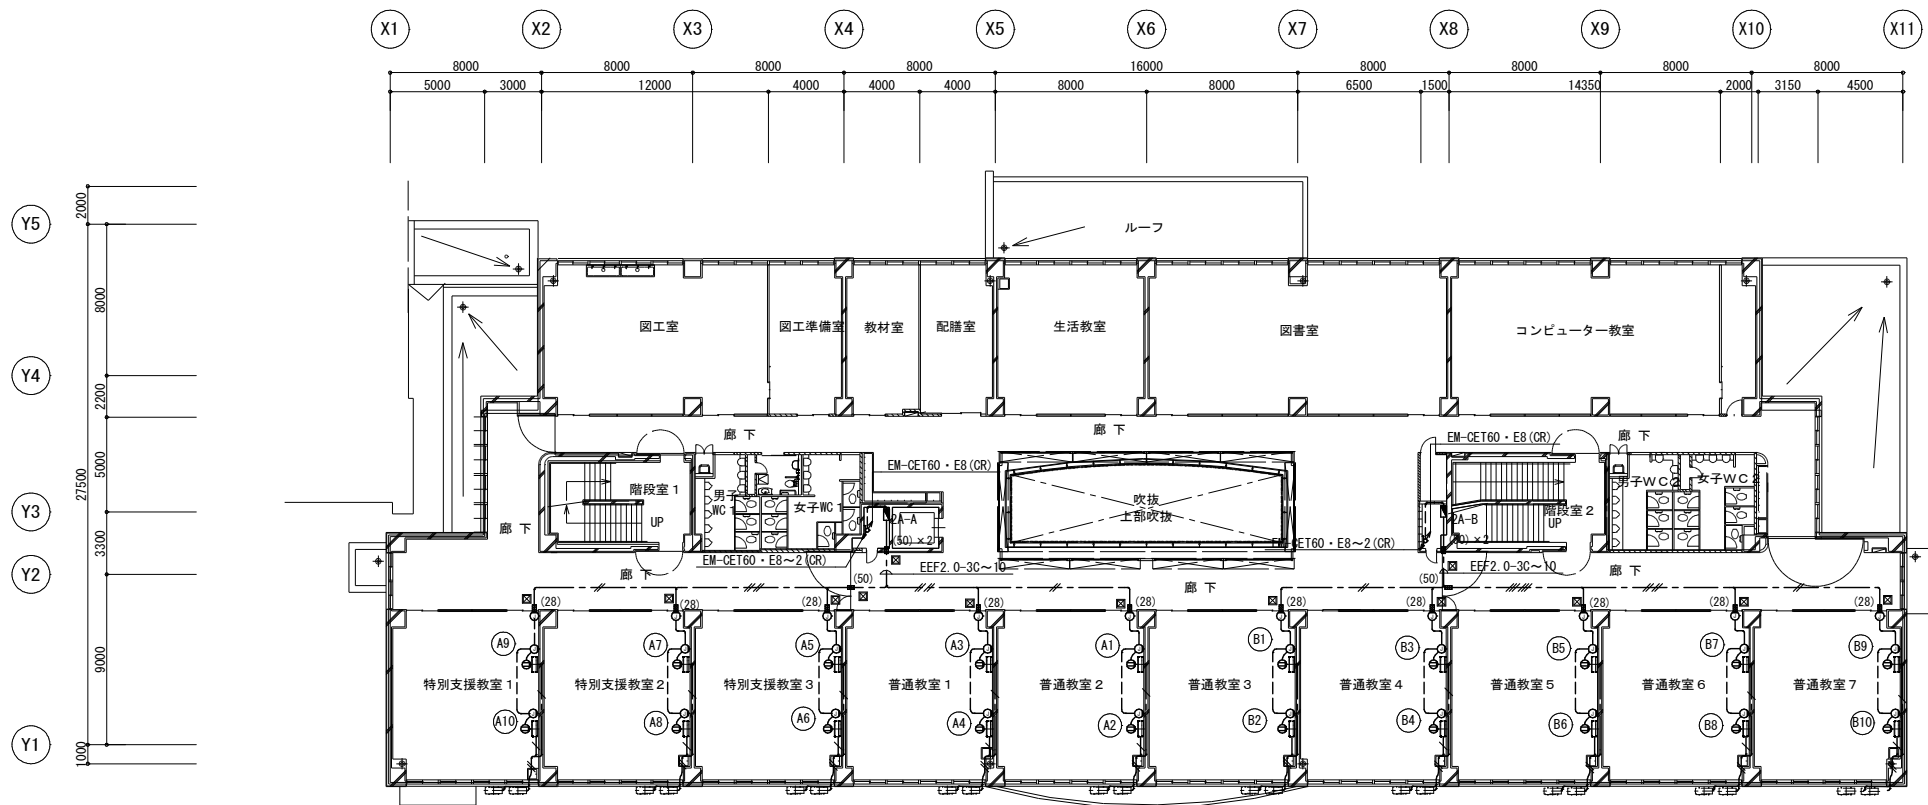 X1 X2 X3 X4 X5 X6 X7 X8 X9 X10 X11
8000 8000 8000 8000 16000 8000 8000 8000 8000
5000 3000 12000 4000 4000 4000 8000 8000 6500 1500 14350 2000 3150 4500
Y5
Y4
Y3
Y2
Y1
2000
8000
2200
5000
27500
3300
9000
1000
ルーフ
図工室
図工準備室
教材室
配膳室
生活教室
図書室
コンピューター教室
廊 下
廊 下
廊 下
EM-CET60・E8(CR)
EM-CET60・E8(CR)
階段室1
UP
男子
WC1
女子WC1
吹抜
上部吹抜
階段室2
UP
男子WC2
女子WC2
2A-A
2A-B
(50)×2
(50)×2
廊 下
EM-CET60・E8~2(CR)
EM-CET60・E8~2(CR)
EEF2.0-3C~10
EEF2.0-3C~10
廊 下
廊 下
廊 下
(50)
(50)
(28) (28) (28) (28) (28) (28) (28) (28) (28) (28)
A9 A7 A5 A3 A1 B1 B3 B5 B7 B9
特別支援教室1
特別支援教室2
特別支援教室3
普通教室1
普通教室2
普通教室3
普通教室4
普通教室5
普通教室6
普通教室7
A10 A8 A6 A4 A2 B2 B4 B6 B8 B10